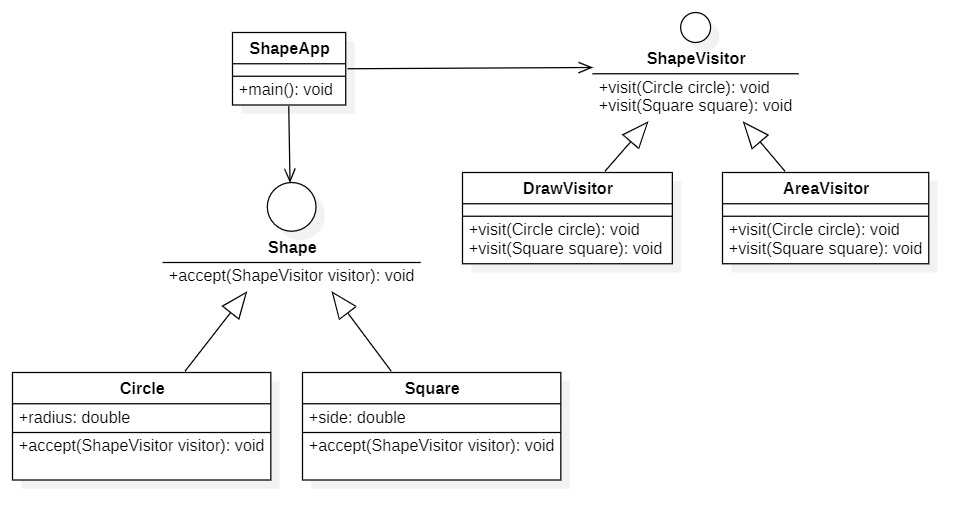 ShapeApp
+main(): void
ShapeVisitor
+visit(Circle circle): void
+visit(Square square): void
DrawVisitor
+visit(Circle circle): void
+visit(Square square): void
AreaVisitor
+visit(Circle circle): void
+visit(Square square): void
Shape
+accept(ShapeVisitor visitor): void
Circle
+radius: double
+accept(ShapeVisitor visitor): void
Square
+side: double
+accept(ShapeVisitor visitor): void